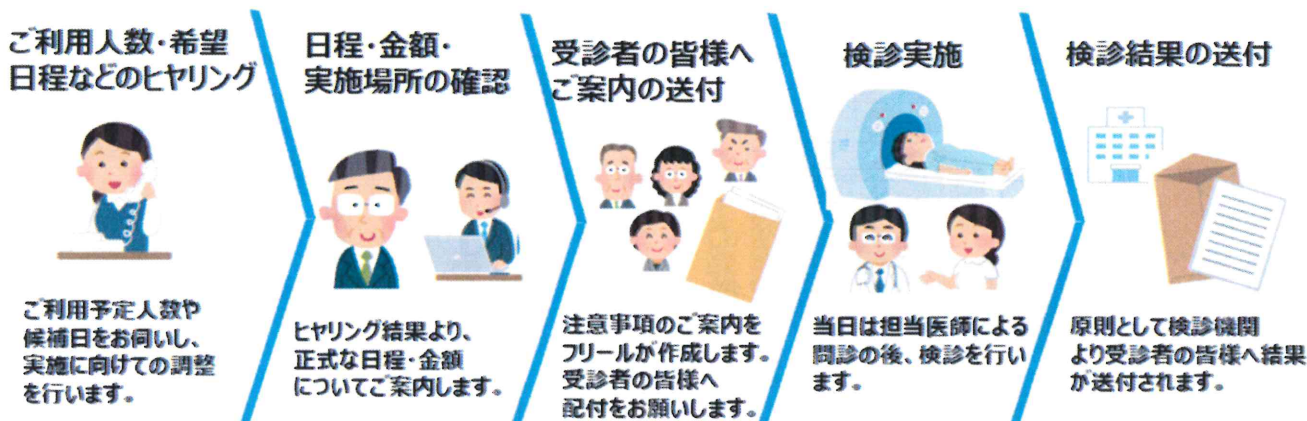 ご利用人数・希望
日程などのヒヤリング
ご利用予定人数や
候補日をお伺いし、
実施に向けての調整
を行います。
日程・金額・
実施場所の確認
ヒヤリング結果より、
正式な日程・金額
についてご案内します。
受診者の皆様へ
ご案内の送付
注意事項のご案内を
フリールが作成します。
受診者の皆様へ
配付をお願いします。
検診実施
当日は担当医師による
問診の後、検診を行い
ます。
検診結果の送付
原則として検診機関
より受診者の皆様へ結果
が送付されます。